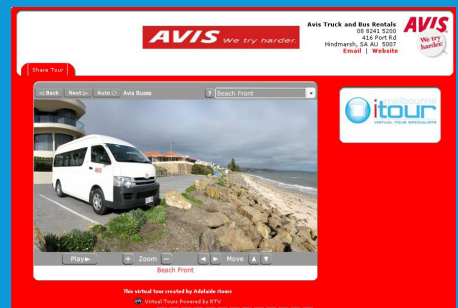 AVIS We try harder.
Avis Truck and Bus Rentals
08 8241 5200
416 Port Rd
Hindmarsh, SA AU 5007
Email | Website
AVIS
We try
harder.
Share Tour
Back Next Auto Avis Buses ? Beach Front
AVIS
itour
VIRTUAL TOUR SPECIALISTS
Play + Zoom - Move
Beach Front
This virtual tour created by Adelaide itours
Virtual Tours Powered by RTV